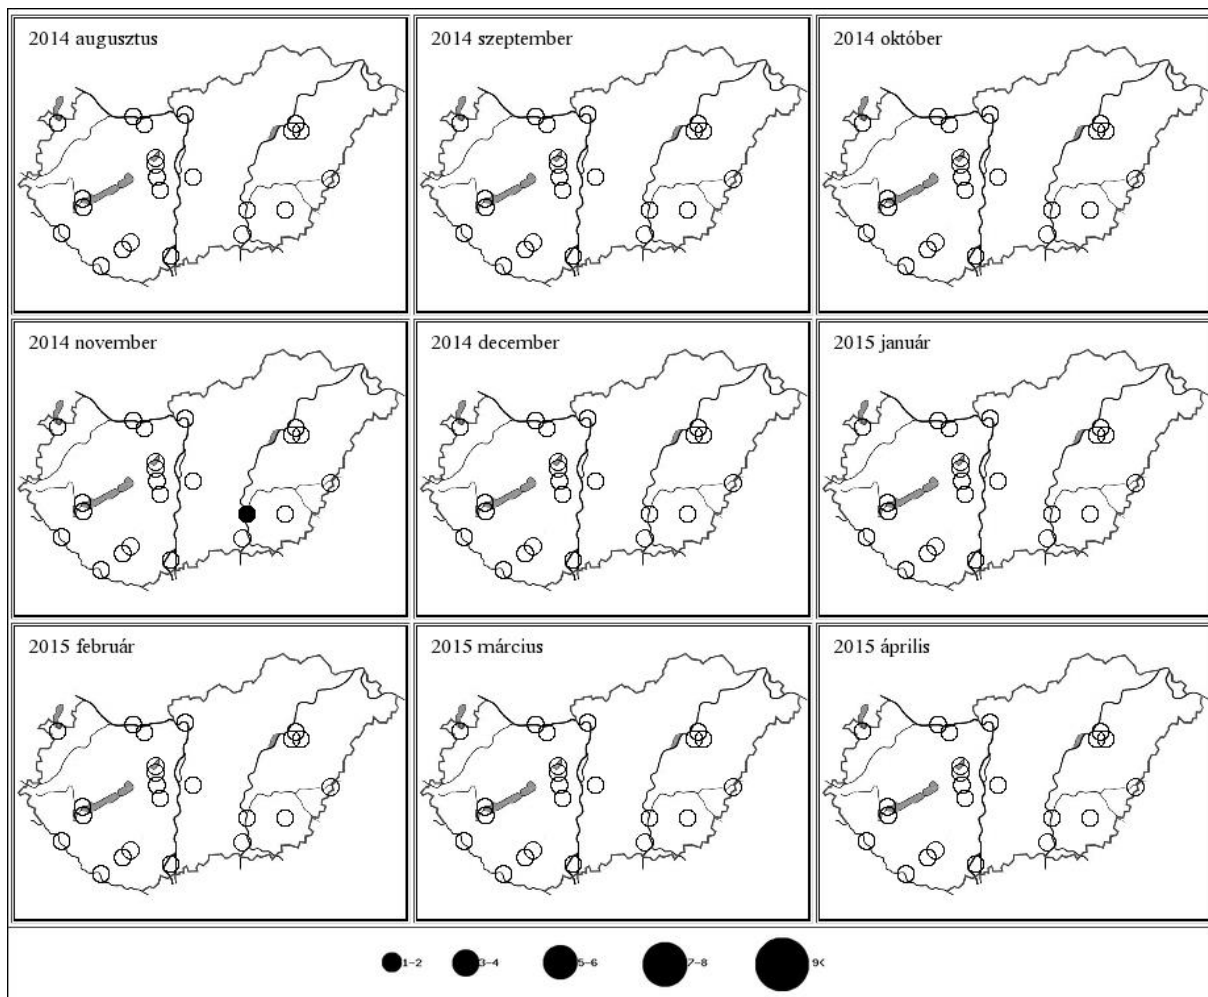 2014 augusztus
2014 szeptember
2014 október
2014 november
2014 december
2015 január
2015 február
2015 március
2015 április
1-2 3-4 5-6 7-8 9<